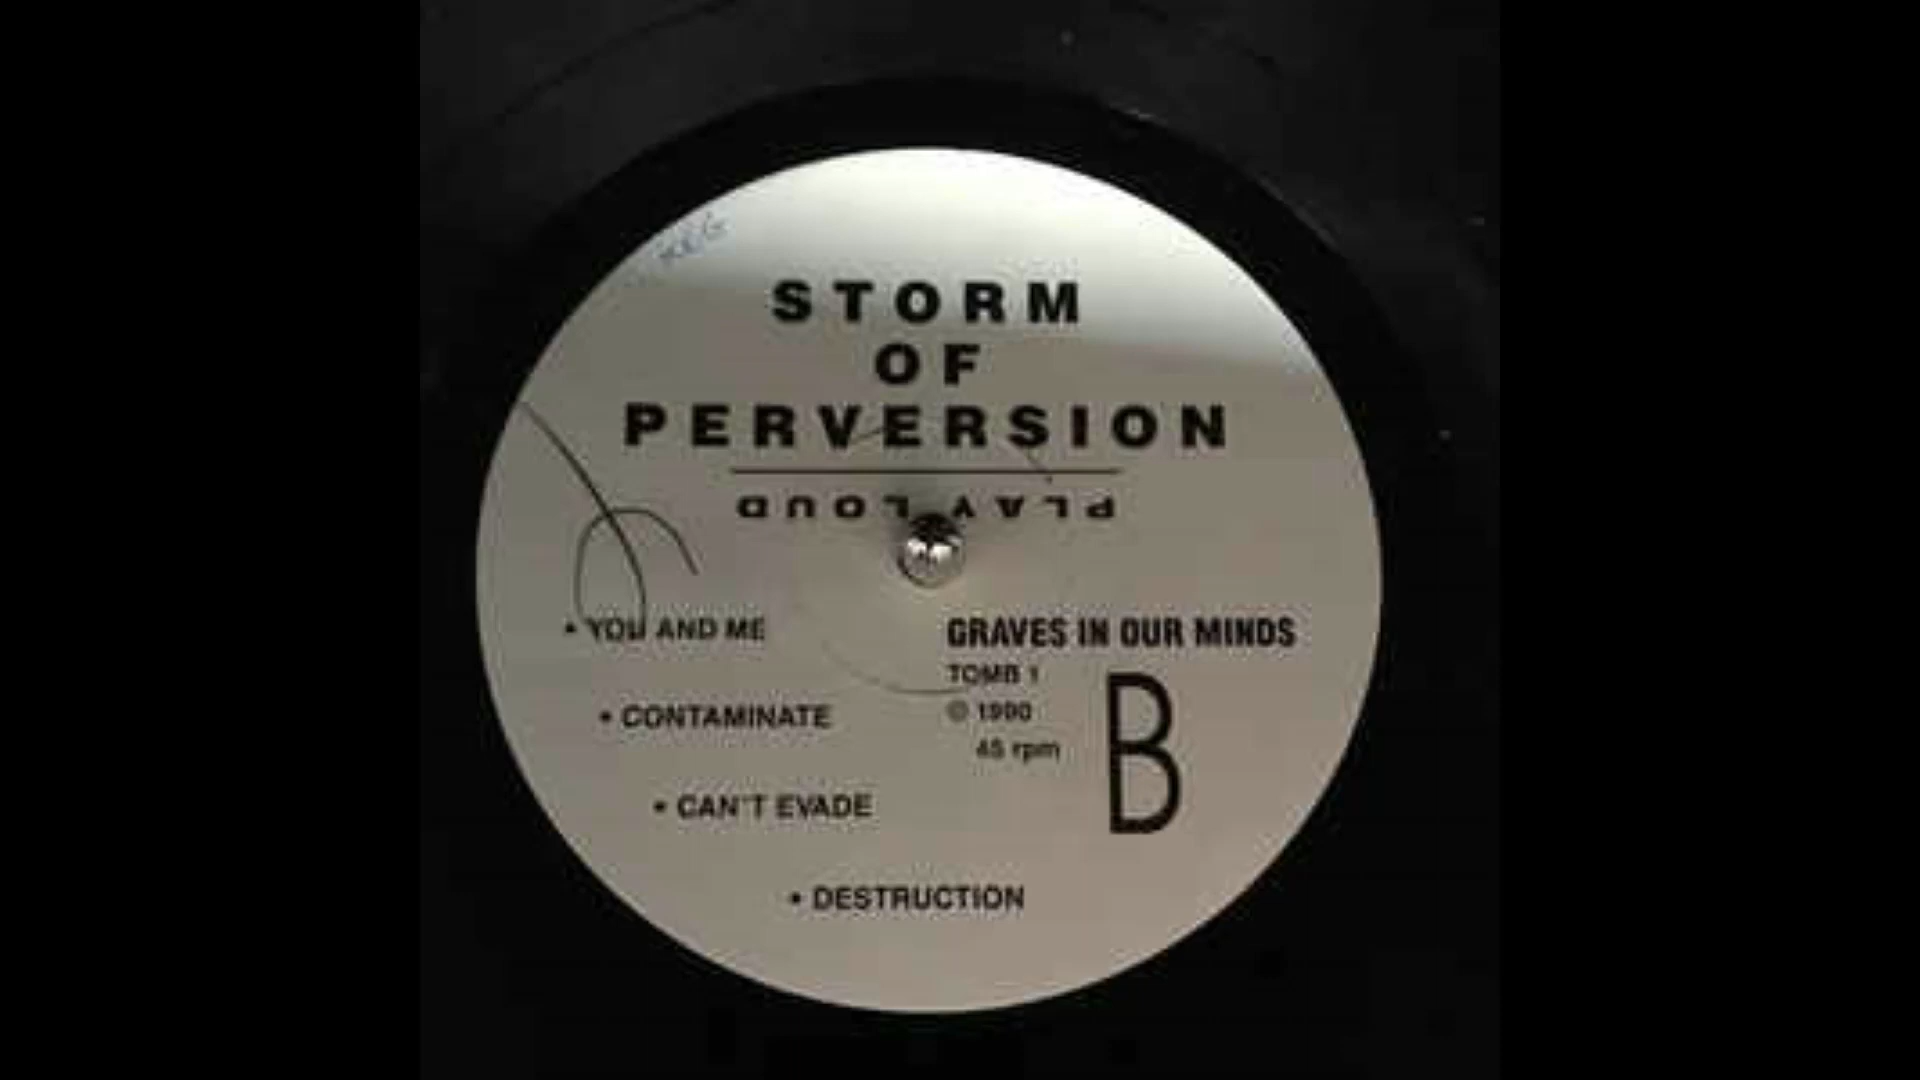 STORM
OF
PERVERSION
PLAY LOUD
• YOU AND ME
GRAVES IN OUR MINDS
TOMB 1
© 1990
45 rpm
B
• CONTAMINATE
• CAN'T EVADE
• DESTRUCTION